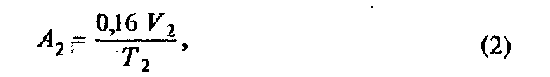 A₂ = 0,16 V₂ / T₂, (2)